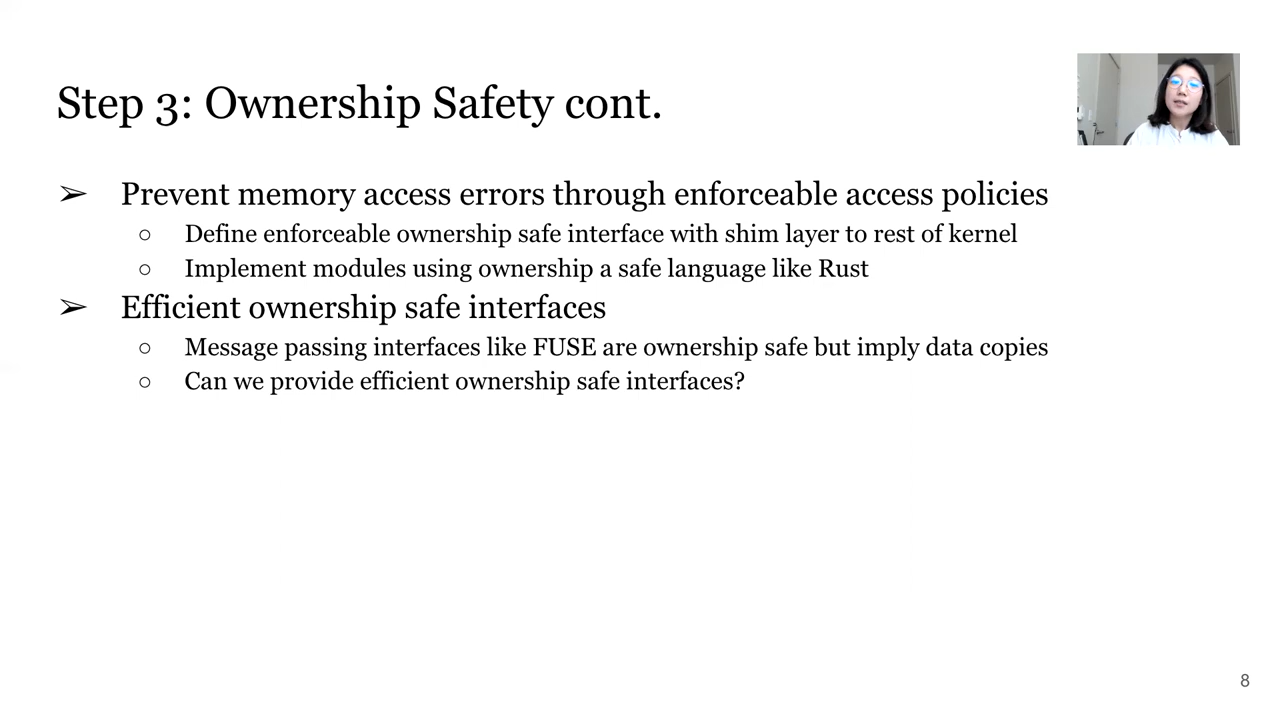 Step 3: Ownership Safety cont.
➢ Prevent memory access errors through enforceable access policies
○ Define enforceable ownership safe interface with shim layer to rest of kernel
○ Implement modules using ownership a safe language like Rust
➢ Efficient ownership safe interfaces
○ Message passing interfaces like FUSE are ownership safe but imply data copies
○ Can we provide efficient ownership safe interfaces?
8